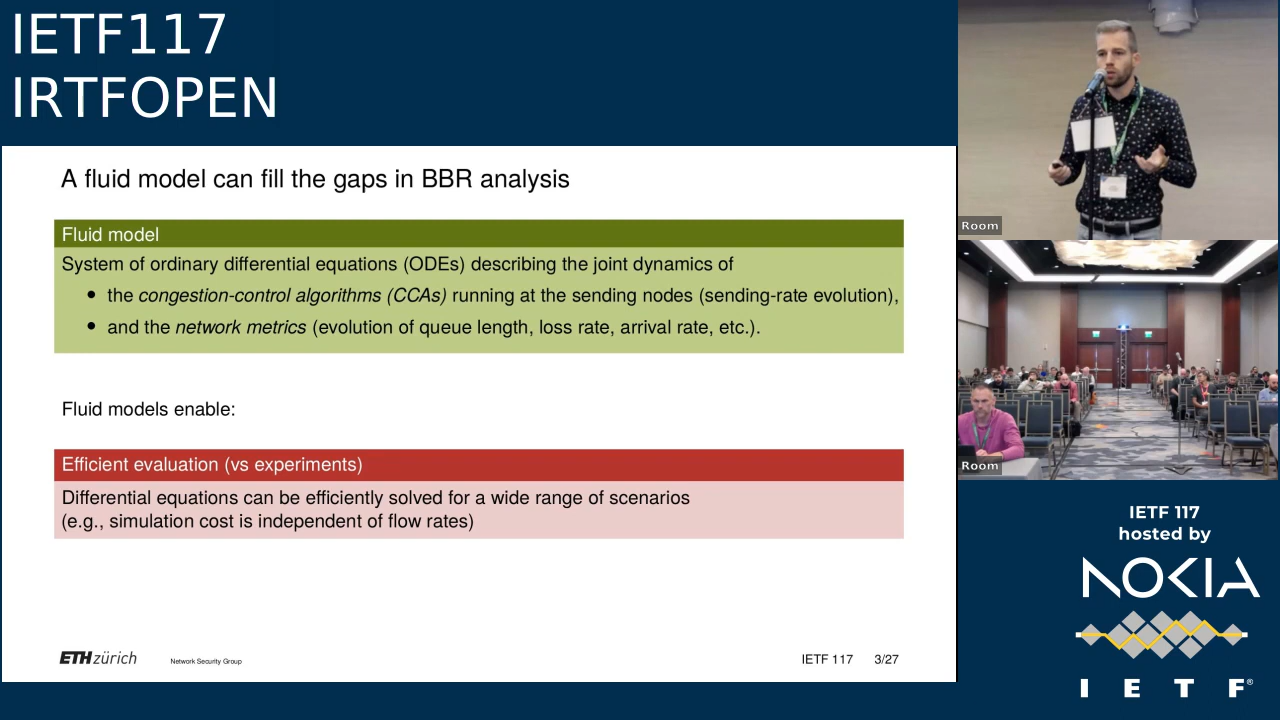 IETF117
IRTFOPEN
A fluid model can fill the gaps in BBR analysis
Fluid model
System of ordinary differential equations (ODEs) describing the joint dynamics of
• the congestion-control algorithms (CCAs) running at the sending nodes (sending-rate evolution),
• and the network metrics (evolution of queue length, loss rate, arrival rate, etc.).
Fluid models enable:
Efficient evaluation (vs experiments)
Differential equations can be efficiently solved for a wide range of scenarios
(e.g., simulation cost is independent of flow rates)
ETH zürich
Network Security Group
IETF 117 3/27
Room
Room
IETF 117
hosted by
NOKIA
I E T F®